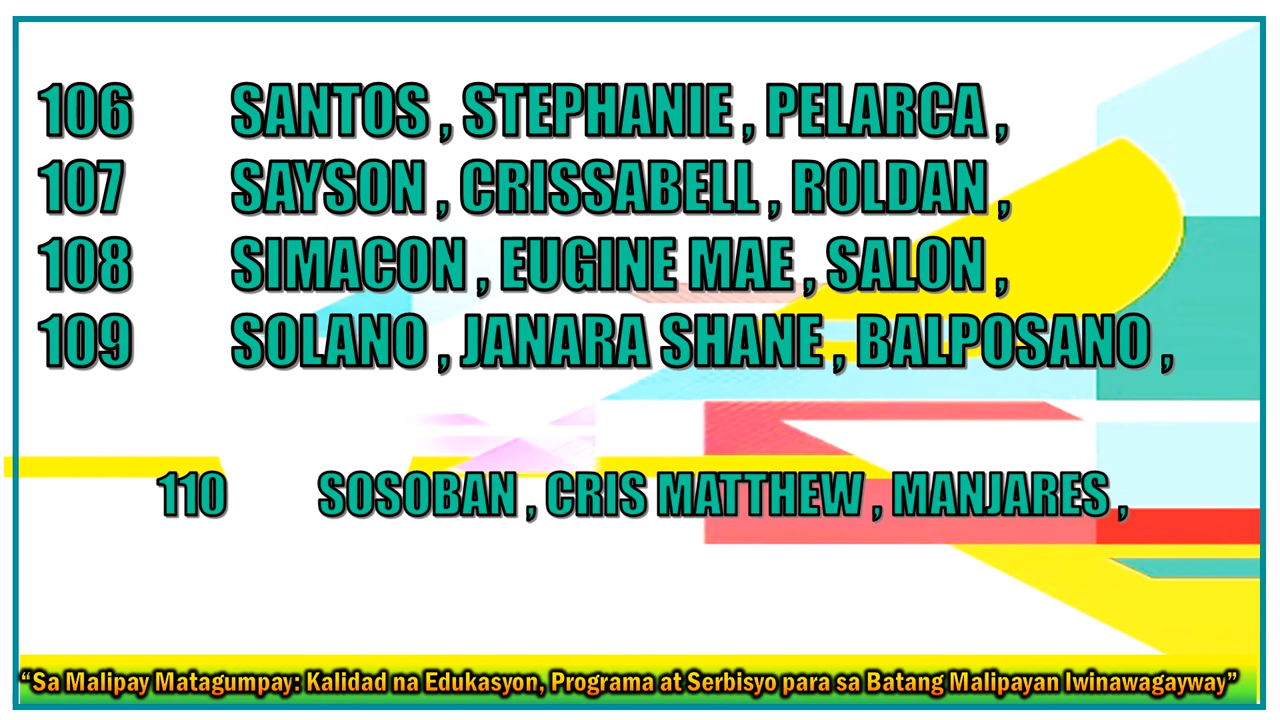 106 SANTOS , STEPHANIE , PELARCA ,
107 SAYSON , CRISSABELL , ROLDAN ,
108 SIMACON , EUGINE MAE , SALON ,
109 SOLANO , JANARA SHANE , BALPOSANO ,
110 SOSOBAN , CRIS MATTHEW , MANJARES ,
“Sa Malipay Matagumpay: Kalidad na Edukasyon, Programa at Serbisyo para sa Batang Malipayan Iwinawagayway”